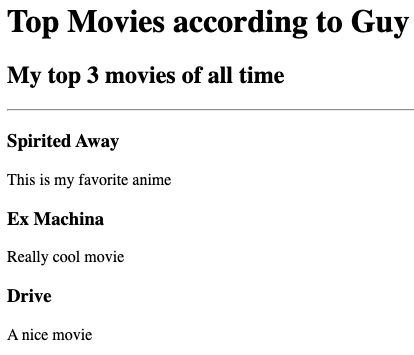 Top Movies according to Guy
My top 3 movies of all time
Spirited Away
This is my favorite anime
Ex Machina
Really cool movie
Drive
A nice movie